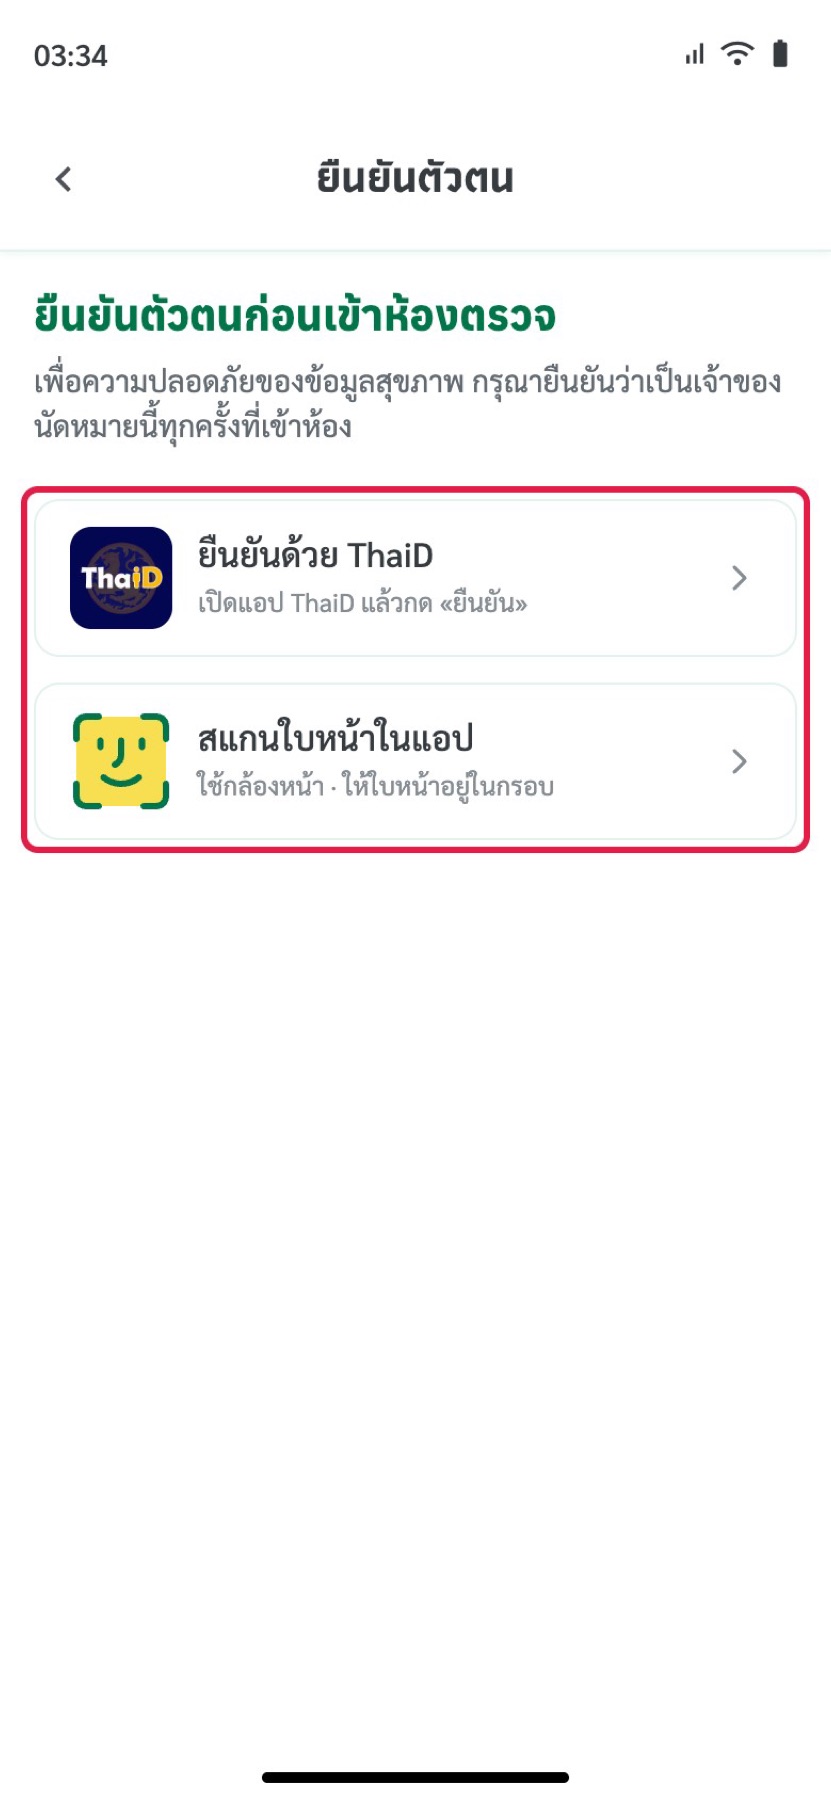 03:34
ยืนยันตัวตน
ยืนยันตัวตนก่อนเข้าห้องตรวจ
เพื่อความปลอดภัยของข้อมูลสุขภาพ กรุณายืนยันว่าเป็นเจ้าของ
นัดหมายนี้ทุกครั้งที่เข้าห้อง
ThaiD
ยืนยันด้วย ThaiD
เปิดแอป ThaiD แล้วกด «ยืนยัน»
สแกนใบหน้าในแอป
ใช้กล้องหน้า · ให้ใบหน้าอยู่ในกรอบ